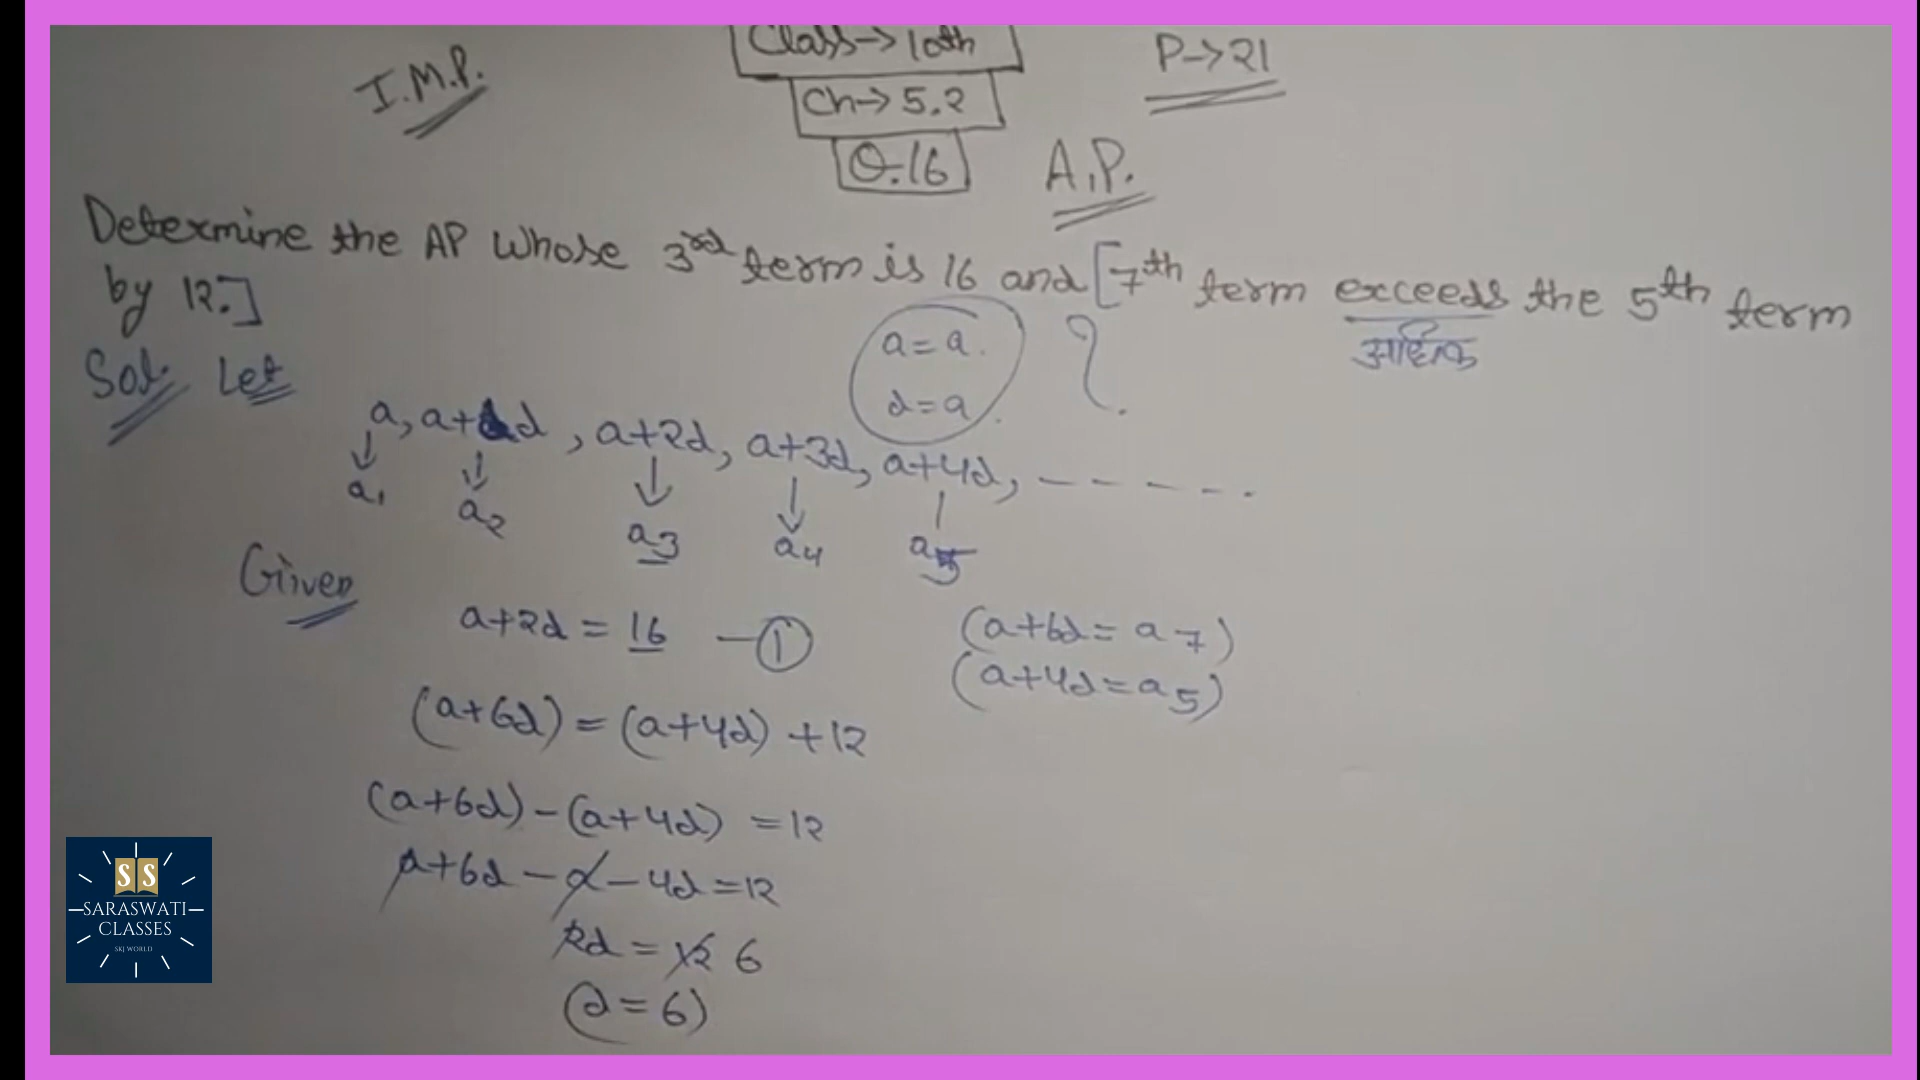 I.M.P.
Class→10th
P→21
Ch→5.2
Q.16
A.P.
Determine the AP whose 3rd term is 16 and [7th term exceeds the 5th term
by 12.]
अधिक
a=a.
d=a.
?
Sol. Let
a, a+d, a+2d, a+3d, a+4d, - - - - - .
a1 a2 a3 a4 a5
Given
a+2d = 16 —①
(a+6d = a7)
(a+4d = a5)
(a+6d) = (a+4d) +12
(a+6d) - (a+4d) = 12
a+6d - a - 4d = 12
2d = 12 6
(d = 6)
S S
SARASWATI
CLASSES
SKJ WORLD